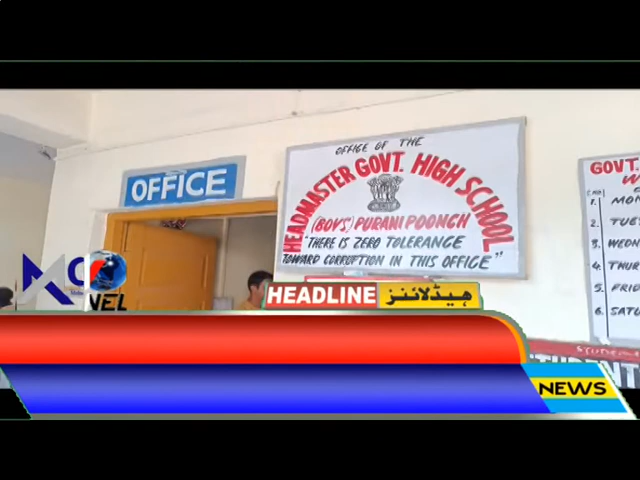 OFFICE
OFFICE OF THE
HEADMASTER GOVT. HIGH SCHOOL
(BOYS) PURANI POONCH
"THERE IS ZERO TOLERANCE
TOWARD CORRUPTION IN THIS OFFICE"
GOVT.
S.NO
1. MON
2. TUE
3. WEDN
4. THUR
5. FRID
6. SATU
HEADLINE ہیڈلائنز
NEWS